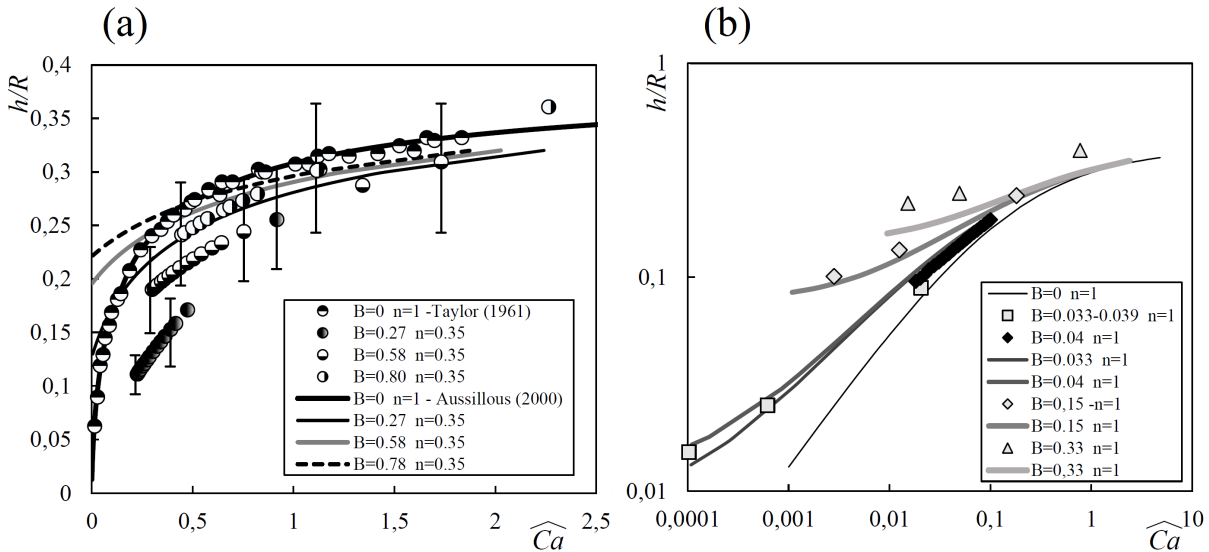 (a)
h/R
0,4
0,35
0,3
0,25
0,2
0,15
0,1
0,05
0
0 0,5 1 1,5 2 2,5
Ca
B=0 n=1 -Taylor (1961)
B=0.27 n=0.35
B=0.58 n=0.35
B=0.80 n=0.35
B=0 n=1 - Aussillous (2000)
B=0.27 n=0.35
B=0.58 n=0.35
B=0.78 n=0.35
(b)
h/R
1
0,1
0,01
0,0001 0,001 0,01 0,1 1 10
Ca
B=0 n=1
B=0.033-0.039 n=1
B=0.04 n=1
B=0.033 n=1
B=0.04 n=1
B=0,15 -n=1
B=0.15 n=1
B=0.33 n=1
B=0,33 n=1